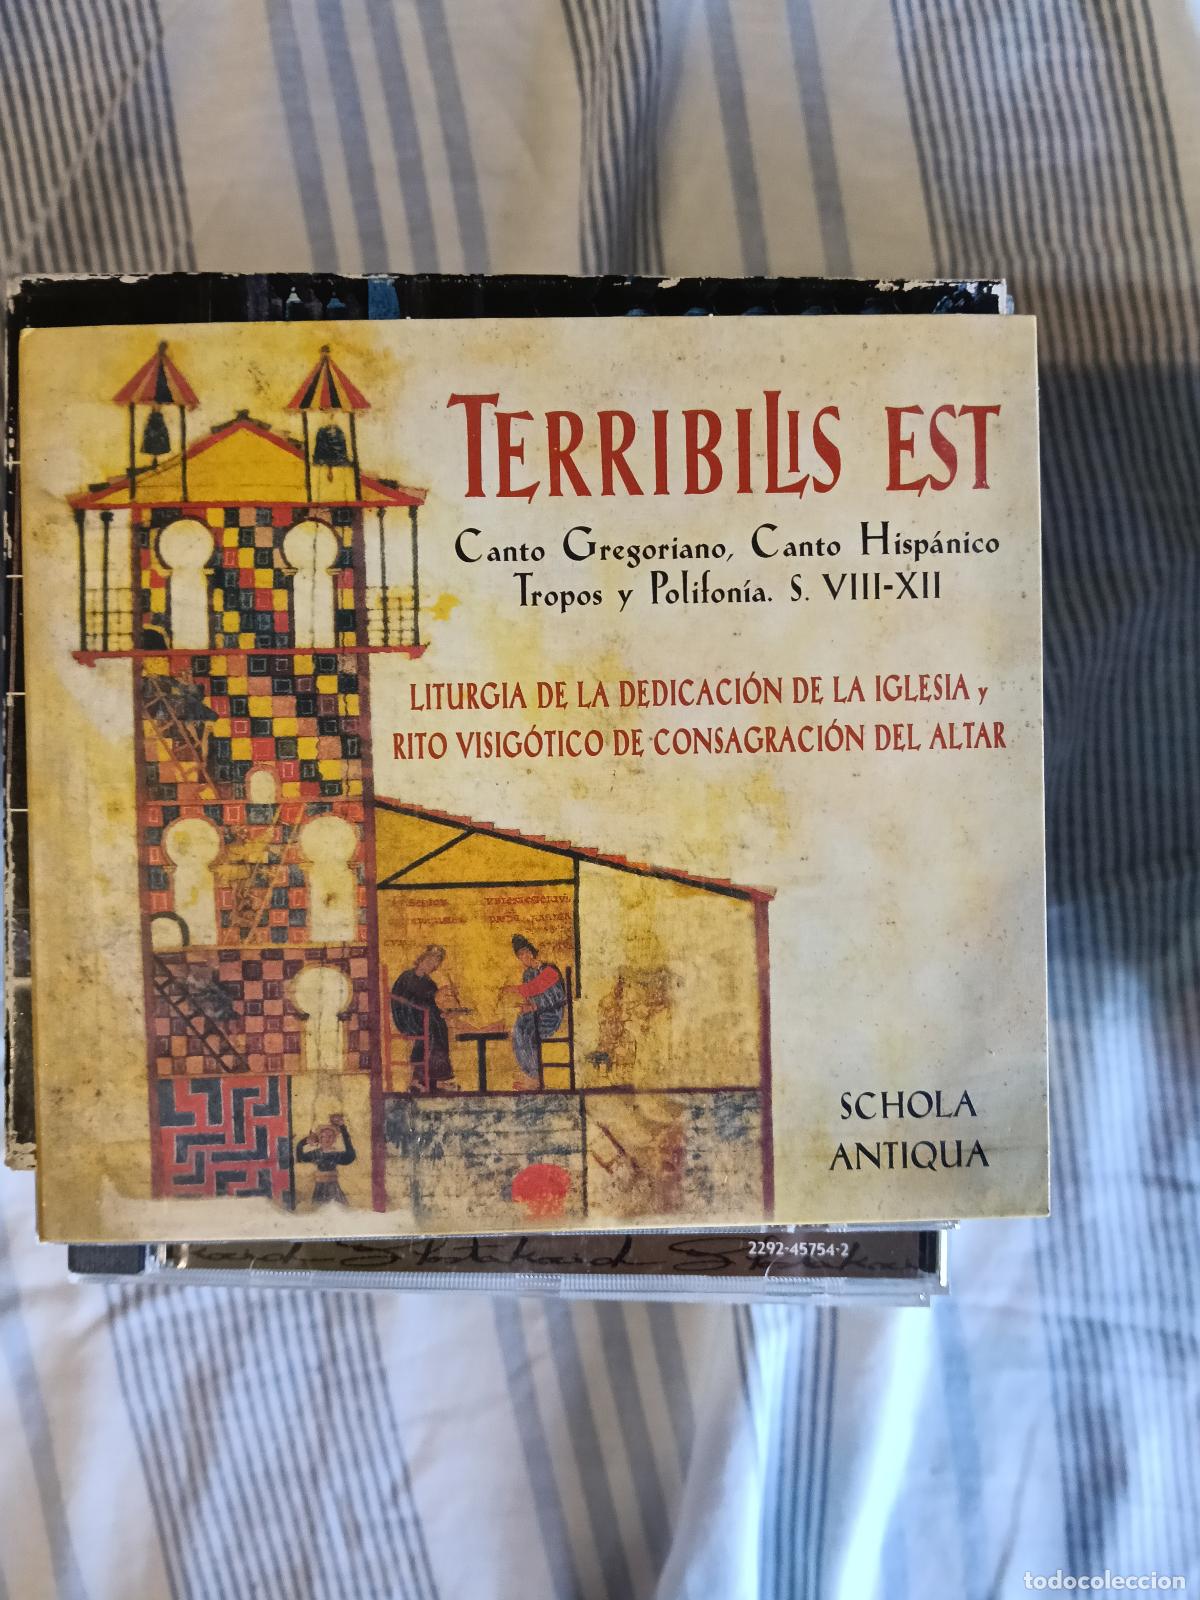 TERRIBILIS EST
Canto Gregoriano, Canto Hispánico
Tropos y Polifonía. S. VIII-XII
LITURGIA DE LA DEDICACIÓN DE LA IGLESIA y
RITO VISIGÓTICO DE CONSAGRACIÓN DEL ALTAR
SCHOLA
ANTIQUA
2292-45754-2
todocoleccion